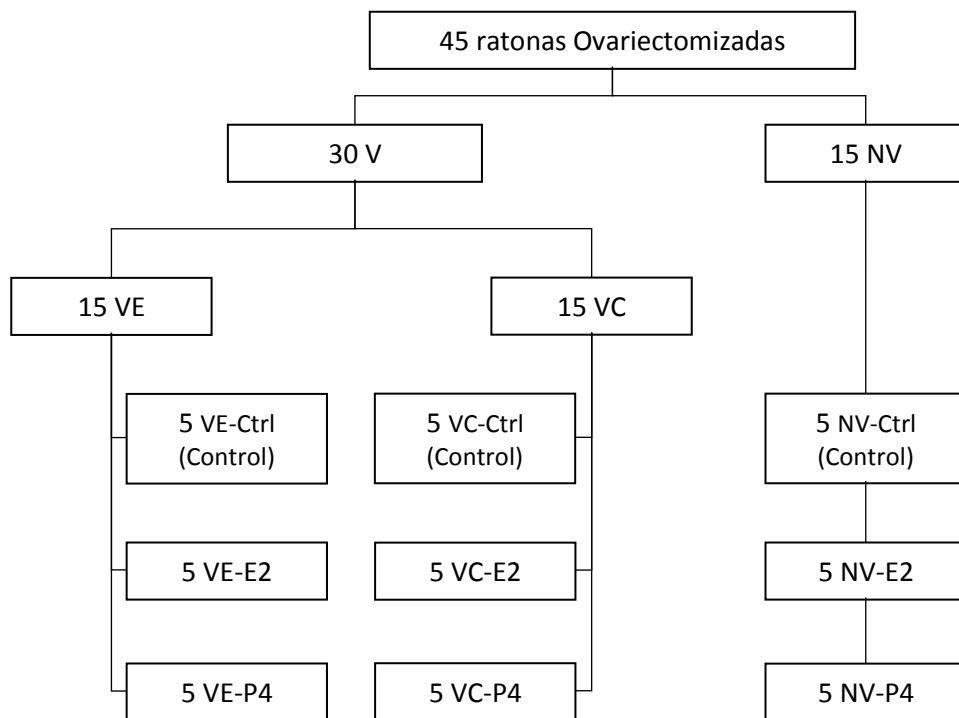 45 ratonas Ovariectomizadas
30 V
15 NV
15 VE
15 VC
5 VE-Ctrl
(Control)
5 VC-Ctrl
(Control)
5 NV-Ctrl
(Control)
5 VE-E2
5 VC-E2
5 NV-E2
5 VE-P4
5 VC-P4
5 NV-P4